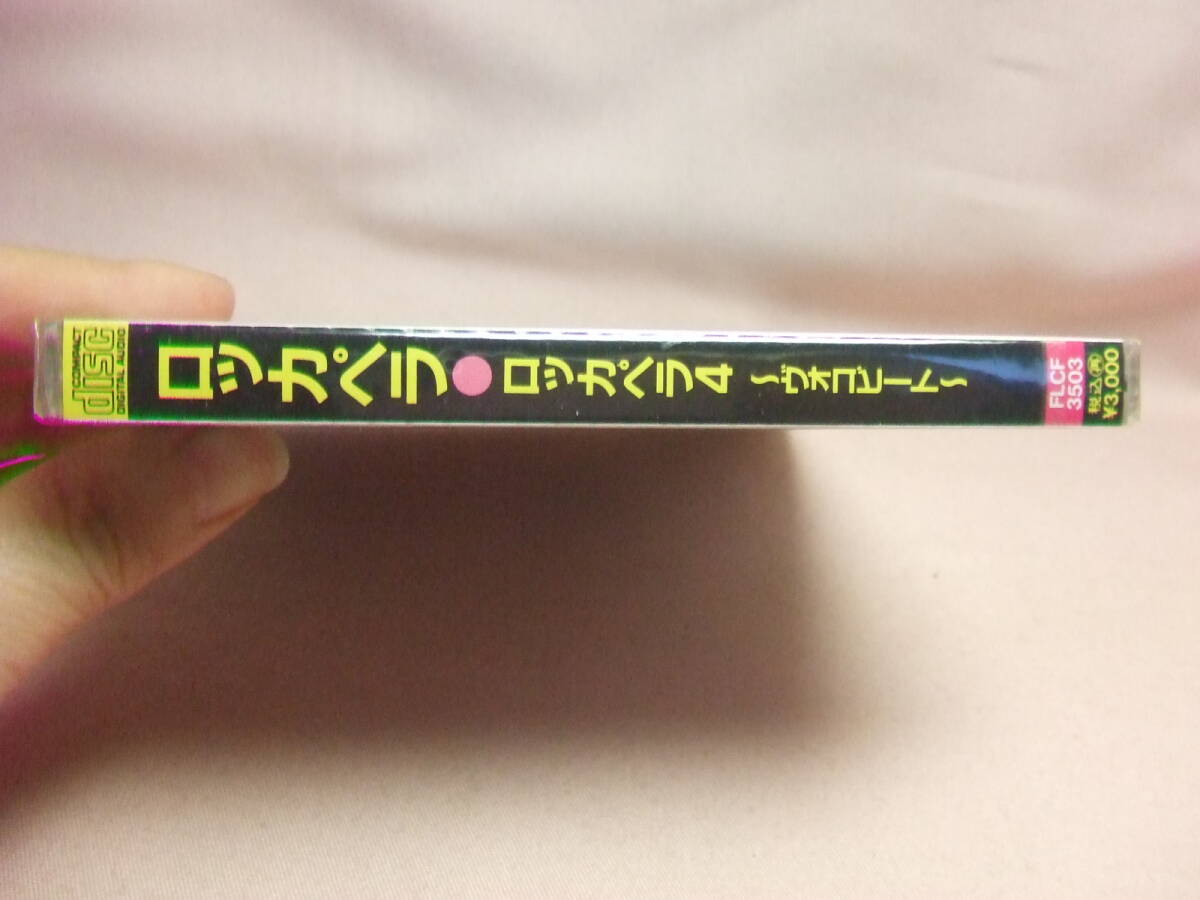 COMPACT
disc
DIGITAL AUDIO
ロッカペラ●ロッカペラ4 〜ヴォコビート〜
FLCF
3503
税込(再)
¥3,000